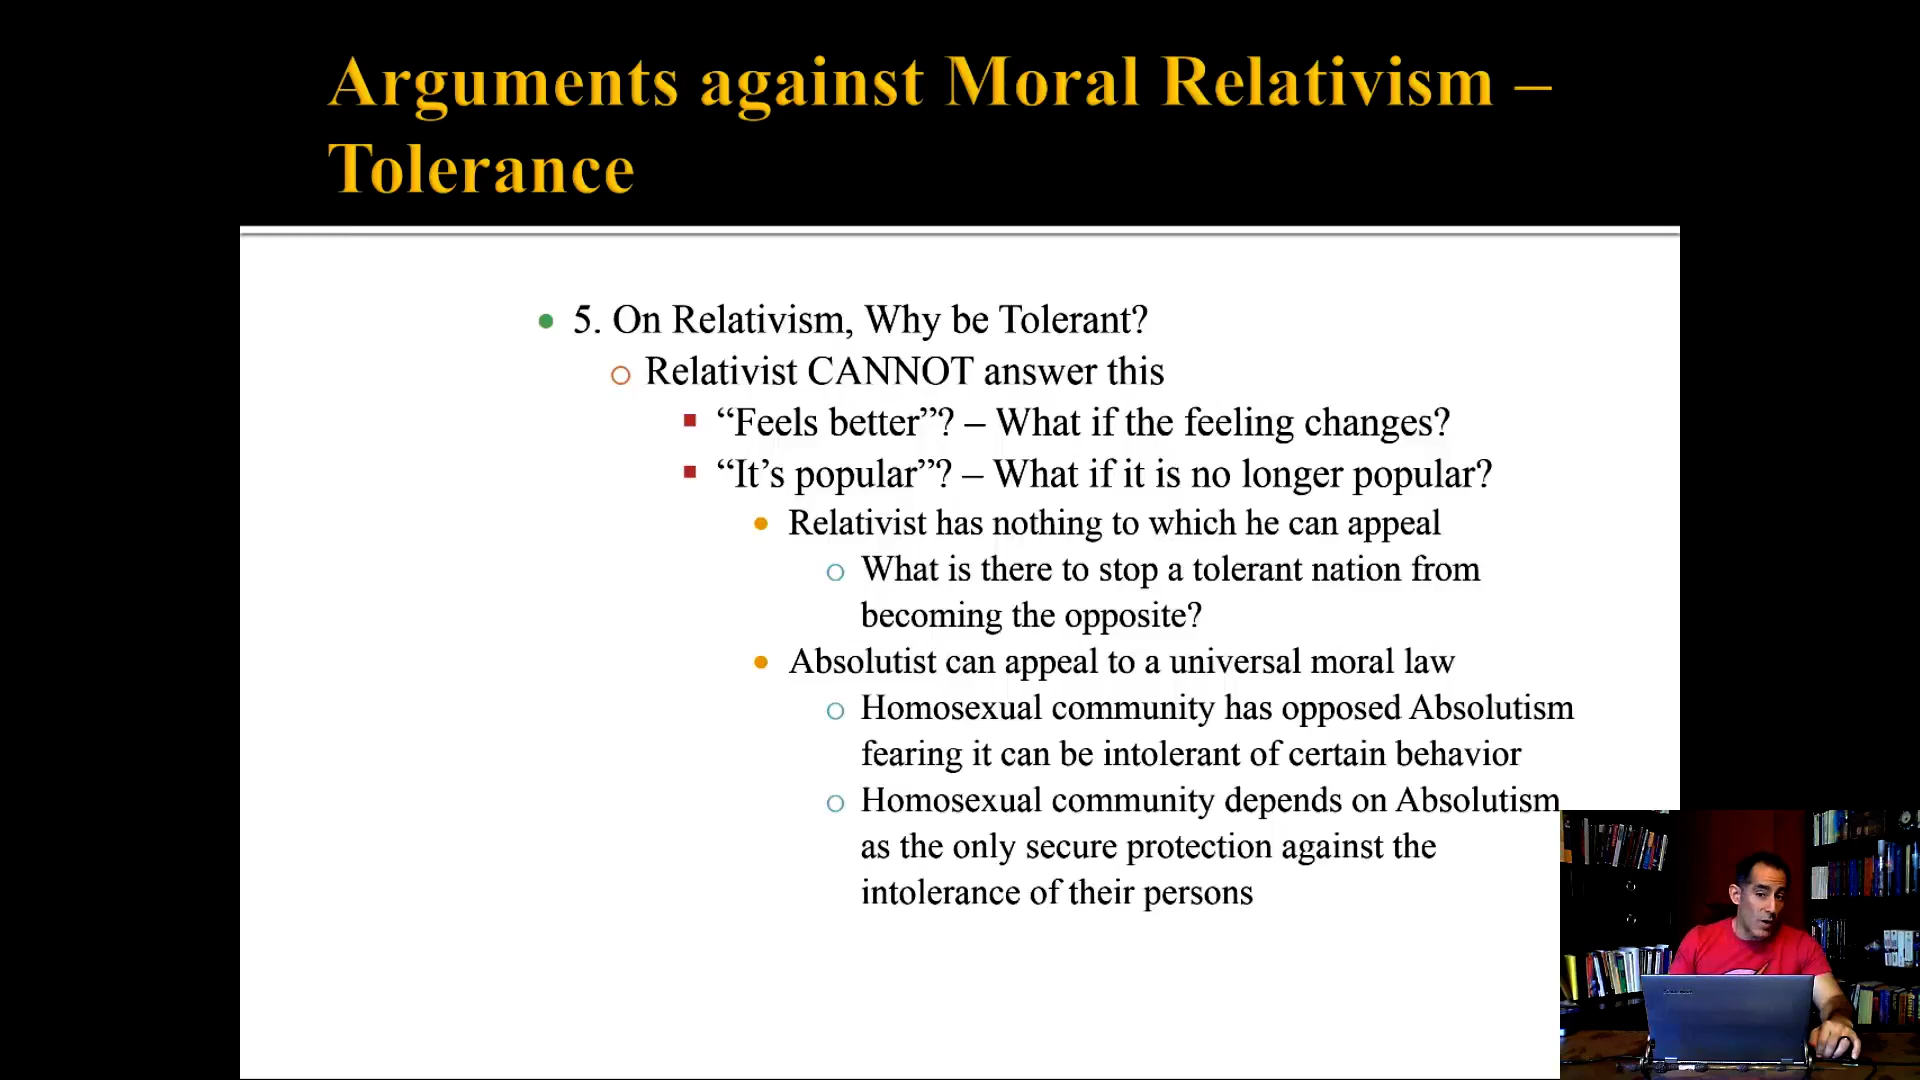 Arguments against Moral Relativism –
Tolerance
5. On Relativism, Why be Tolerant?
Relativist CANNOT answer this
“Feels better”? – What if the feeling changes?
“It’s popular”? – What if it is no longer popular?
Relativist has nothing to which he can appeal
What is there to stop a tolerant nation from
becoming the opposite?
Absolutist can appeal to a universal moral law
Homosexual community has opposed Absolutism
fearing it can be intolerant of certain behavior
Homosexual community depends on Absolutism
as the only secure protection against the
intolerance of their persons